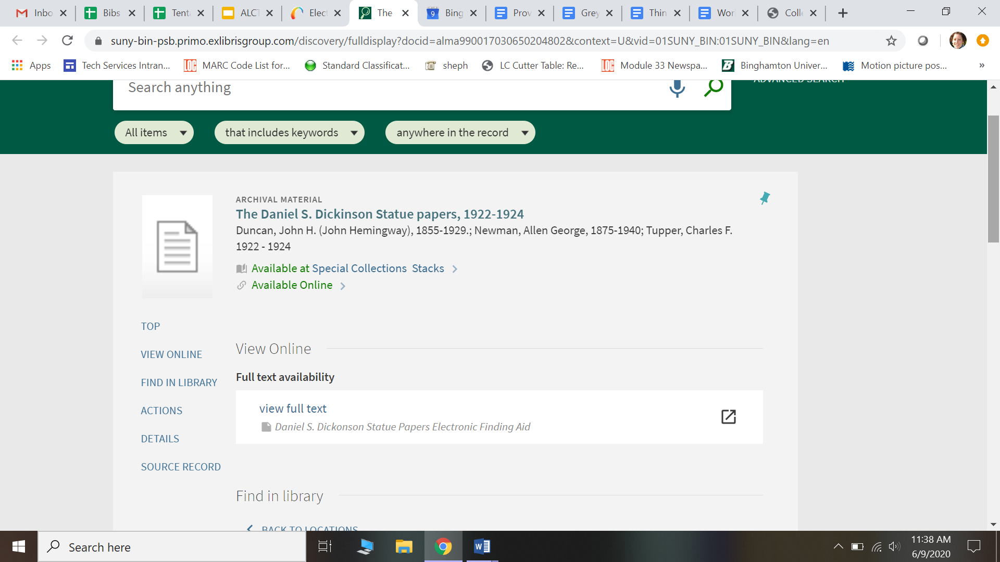 Inbo Bibs Tent ALCT Elect The Bing Prov Grey Thin Wor Colle
suny-bin-psb.primo.exlibrisgroup.com/discovery/fulldisplay?docid=alma990017030650204802&context=U&vid=01SUNY_BIN:01SUNY_BIN&lang=en
Apps Tech Services Intran... MARC Code List for... Standard Classificat... sheph LC Cutter Table: Re... Module 33 Newspa... Binghamton Univer... Motion picture pos... »
Search anything ADVANCED SEARCH
All items that includes keywords anywhere in the record
ARCHIVAL MATERIAL
The Daniel S. Dickinson Statue papers, 1922-1924
Duncan, John H. (John Hemingway), 1855-1929.; Newman, Allen George, 1875-1940; Tupper, Charles F.
1922 - 1924
Available at Special Collections Stacks
Available Online
TOP
View Online
VIEW ONLINE
Full text availability
FIND IN LIBRARY
view full text
ACTIONS
Daniel S. Dickonson Statue Papers Electronic Finding Aid
DETAILS
SOURCE RECORD
Find in library
BACK TO LOCATIONS
Search here
11:38 AM
6/9/2020